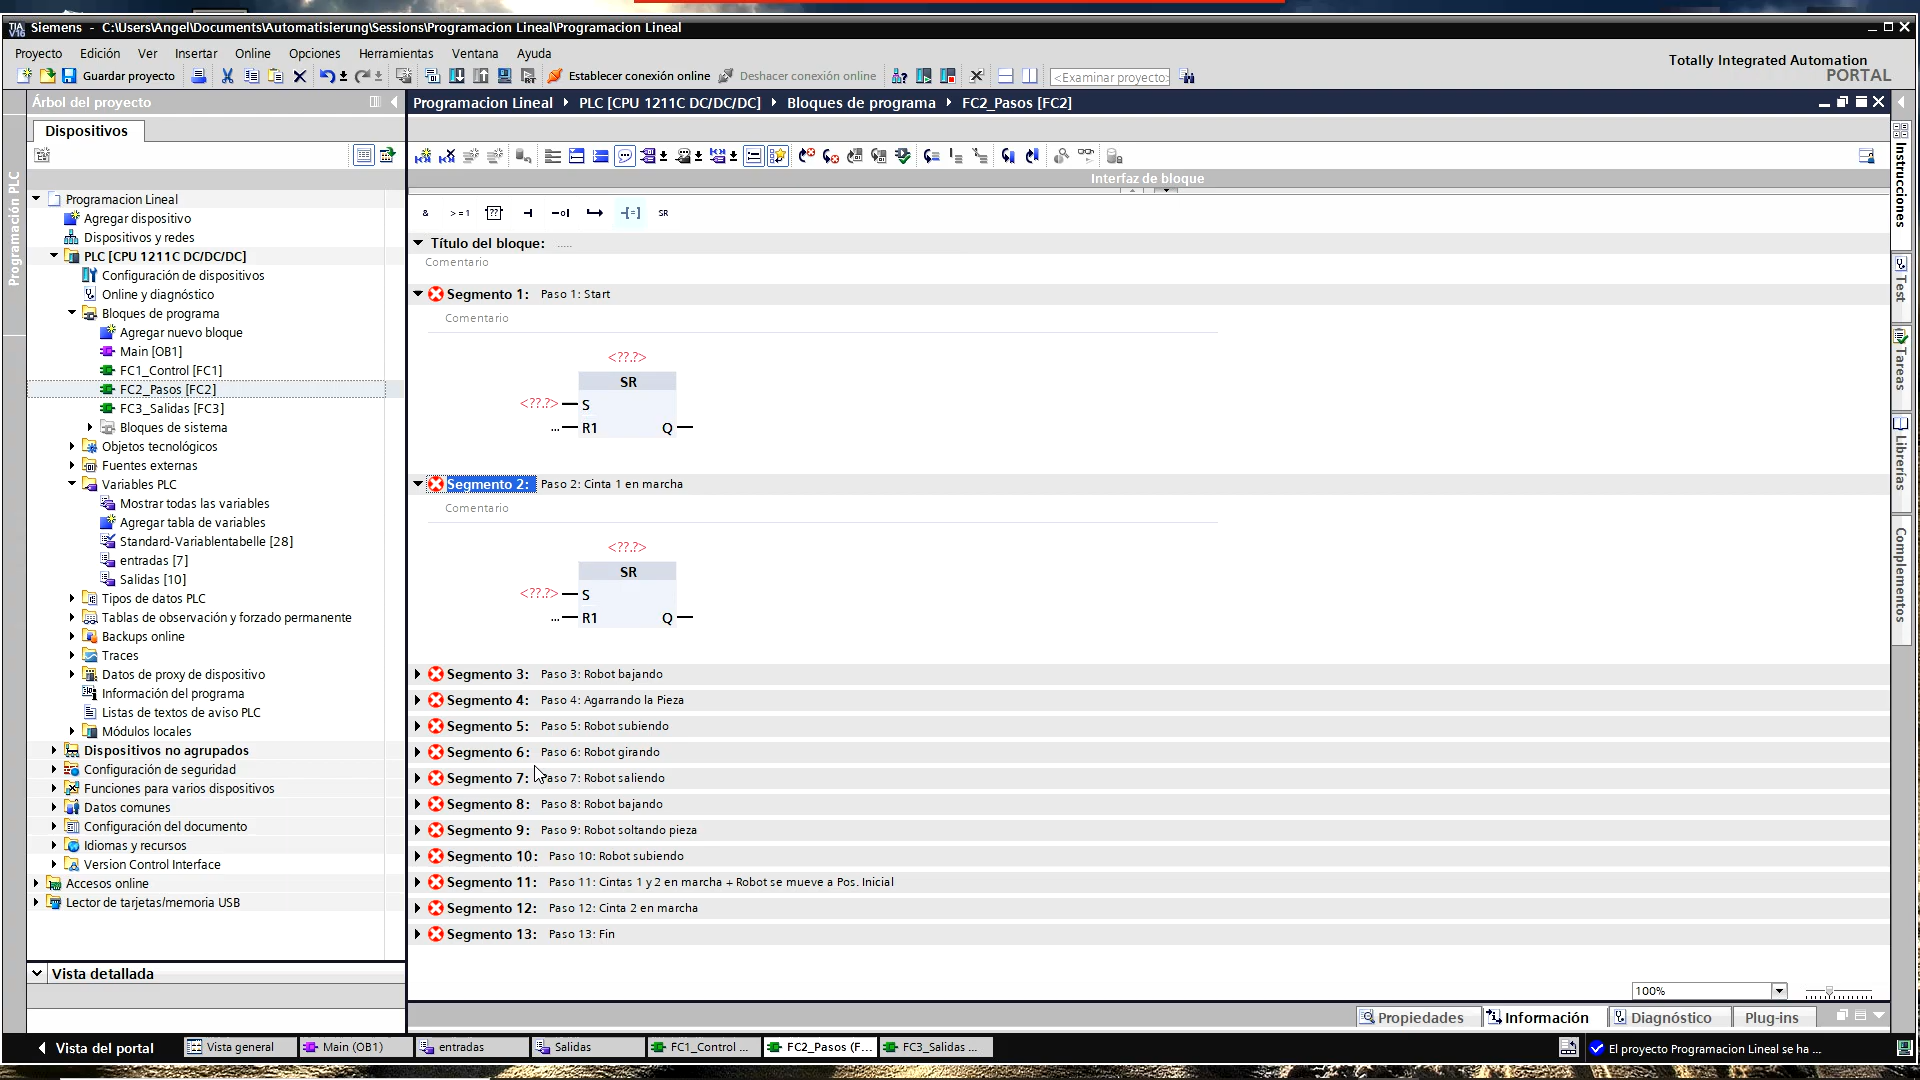 Siemens - C:\Users\Angel\Documents\Automatisierung\Sessions\Programacion Lineal\Programacion Lineal
Proyecto Edición Ver Insertar Online Opciones Herramientas Ventana Ayuda
Totally Integrated Automation
PORTAL
Guardar proyecto
Establecer conexión online
Deshacer conexión online
<Examinar proyecto>
Árbol del proyecto
Programacion Lineal PLC [CPU 1211C DC/DC/DC] Bloques de programa FC2_Pasos [FC2]
Dispositivos
Programación PLC
Programacion Lineal
Agregar dispositivo
Dispositivos y redes
PLC [CPU 1211C DC/DC/DC]
Configuración de dispositivos
Online y diagnóstico
Bloques de programa
Agregar nuevo bloque
Main [OB1]
FC1_Control [FC1]
FC2_Pasos [FC2]
FC3_Salidas [FC3]
Bloques de sistema
Objetos tecnológicos
Fuentes externas
Variables PLC
Mostrar todas las variables
Agregar tabla de variables
Standard-Variablentabelle [28]
entradas [7]
Salidas [10]
Tipos de datos PLC
Tablas de observación y forzado permanente
Backups online
Traces
Datos de proxy de dispositivo
Información del programa
Listas de textos de aviso PLC
Módulos locales
Dispositivos no agrupados
Configuración de seguridad
Funciones para varios dispositivos
Datos comunes
Configuración del documento
Idiomas y recursos
Version Control Interface
Accesos online
Lector de tarjetas/memoria USB
Vista detallada
Interfaz de bloque
& >=1 ?? SR
Título del bloque: .....
Comentario
Segmento 1: Paso 1: Start
Comentario
<??.?>
SR
<??.?> S
... R1 Q
Segmento 2: Paso 2: Cinta 1 en marcha
Comentario
<??.?>
SR
<??.?> S
... R1 Q
Segmento 3: Paso 3: Robot bajando
Segmento 4: Paso 4: Agarrando la Pieza
Segmento 5: Paso 5: Robot subiendo
Segmento 6: Paso 6: Robot girando
Segmento 7: Paso 7: Robot saliendo
Segmento 8: Paso 8: Robot bajando
Segmento 9: Paso 9: Robot soltando pieza
Segmento 10: Paso 10: Robot subiendo
Segmento 11: Paso 11: Cintas 1 y 2 en marcha + Robot se mueve a Pos. Inicial
Segmento 12: Paso 12: Cinta 2 en marcha
Segmento 13: Paso 13: Fin
100%
Instrucciones
Test
Tareas
Librerías
Complementos
Propiedades Información Diagnóstico Plug-ins
Vista del portal Vista general Main (OB1) entradas Salidas FC1_Control ... FC2_Pasos (F... FC3_Salidas ... El proyecto Programacion Lineal se ha ...